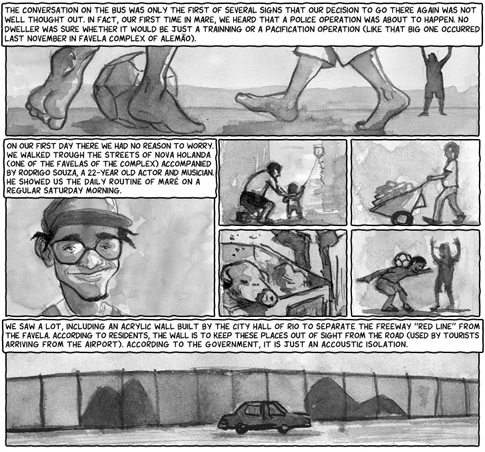 THE CONVERSATION ON THE BUS WAS ONLY THE FIRST OF SEVERAL SIGNS THAT OUR DECISION TO GO THERE AGAIN WAS NOT
WELL THOUGHT OUT. IN FACT, OUR FIRST TIME IN MARE, WE HEARD THAT A POLICE OPERATION WAS ABOUT TO HAPPEN. NO
DWELLER WAS SURE WHETHER IT WOULD BE JUST A TRAINNING OR A PACIFICATION OPERATION (LIKE THAT BIG ONE OCCURRED
LAST NOVEMBER IN FAVELA COMPLEX OF ALEMÃO).
ON OUR FIRST DAY THERE WE HAD NO REASON TO WORRY.
WE WALKED TROUGH THE STREETS OF NOVA HOLANDA
(ONE OF THE FAVELAS OF THE COMPLEX) ACCOMPANIED
BY RODRIGO SOUZA, A 22-YEAR OLD ACTOR AND MUSICIAN.
HE SHOWED US THE DAILY ROUTINE OF MARÉ ON A
REGULAR SATURDAY MORNING.
WE SAW A LOT, INCLUDING AN ACRYLIC WALL BUILT BY THE CITY HALL OF RIO TO SEPARATE THE FREEWAY "RED LINE" FROM
THE FAVELA. ACCORDING TO RESIDENTS, THE WALL IS TO KEEP THESE PLACES OUT OF SIGHT FROM THE ROAD (USED BY TOURISTS
ARRIVING FROM THE AIRPORT). ACCORDING TO THE GOVERNMENT, IT IS JUST AN ACCOUSTIC ISOLATION.